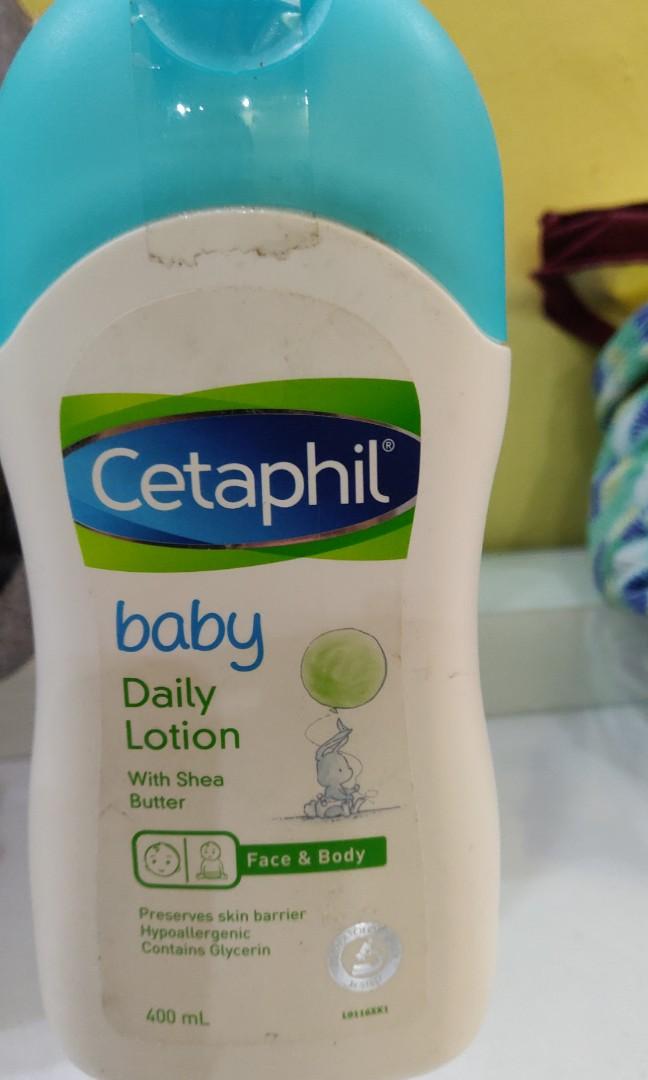 Cetaphil®
baby
Daily
Lotion
With Shea
Butter
Face & Body
Preserves skin barrier
Hypoallergenic
Contains Glycerin
400 mL